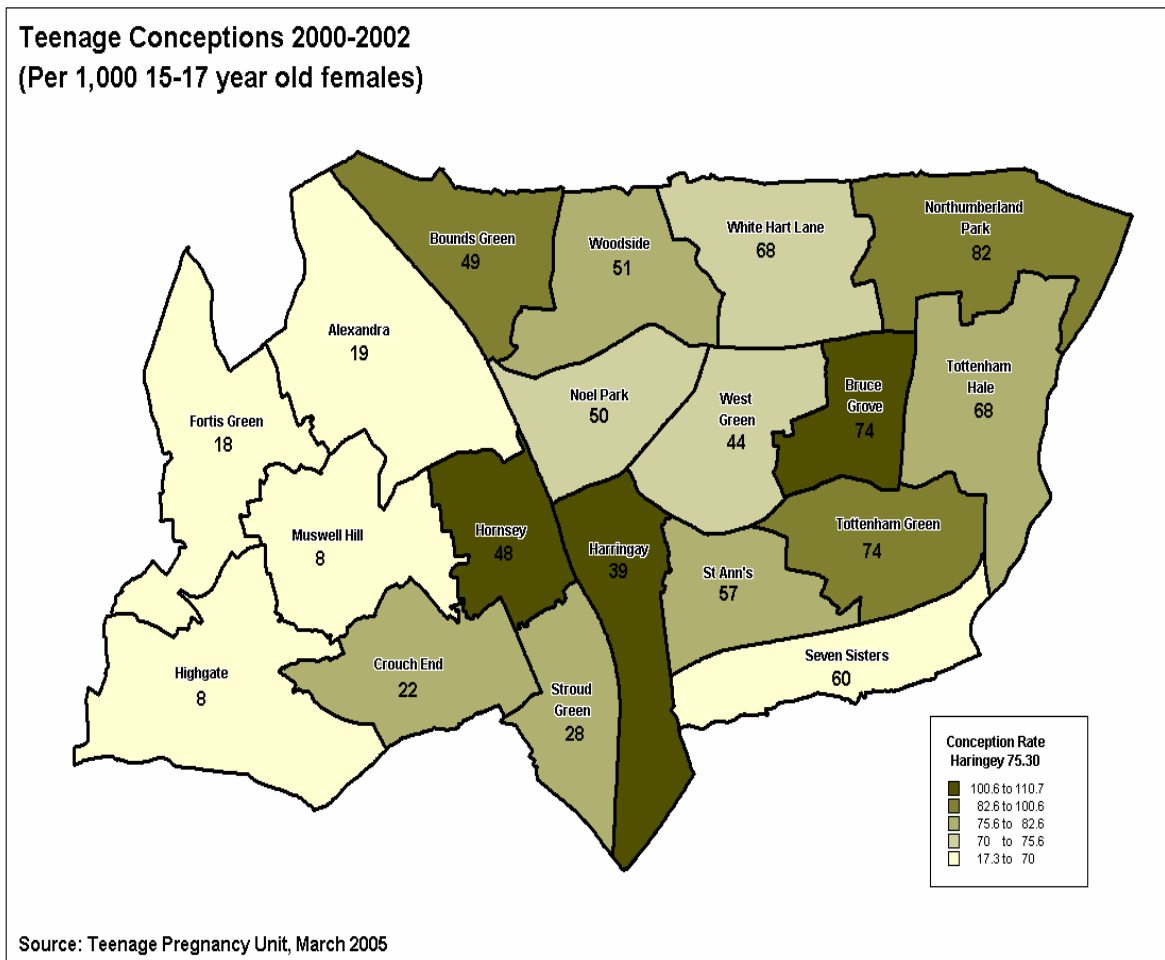 Teenage Conceptions 2000-2002
(Per 1,000 15-17 year old females)
Northumberland
Park
82
White Hart Lane
68
Bounds Green
49
Woodside
51
Alexandra
19
Tottenham
Hale
68
Bruce
Grove
74
Noel Park
50
West
Green
44
Fortis Green
18
Tottenham Green
74
Hornsey
48
Muswell Hill
8
Harringay
39
St Ann's
57
Seven Sisters
60
Crouch End
22
Highgate
8
Stroud
Green
28
Conception Rate
Haringey 75.30
100.6 to 110.7
82.6 to 100.6
75.6 to 82.6
70 to 75.6
17.3 to 70
Source: Teenage Pregnancy Unit, March 2005